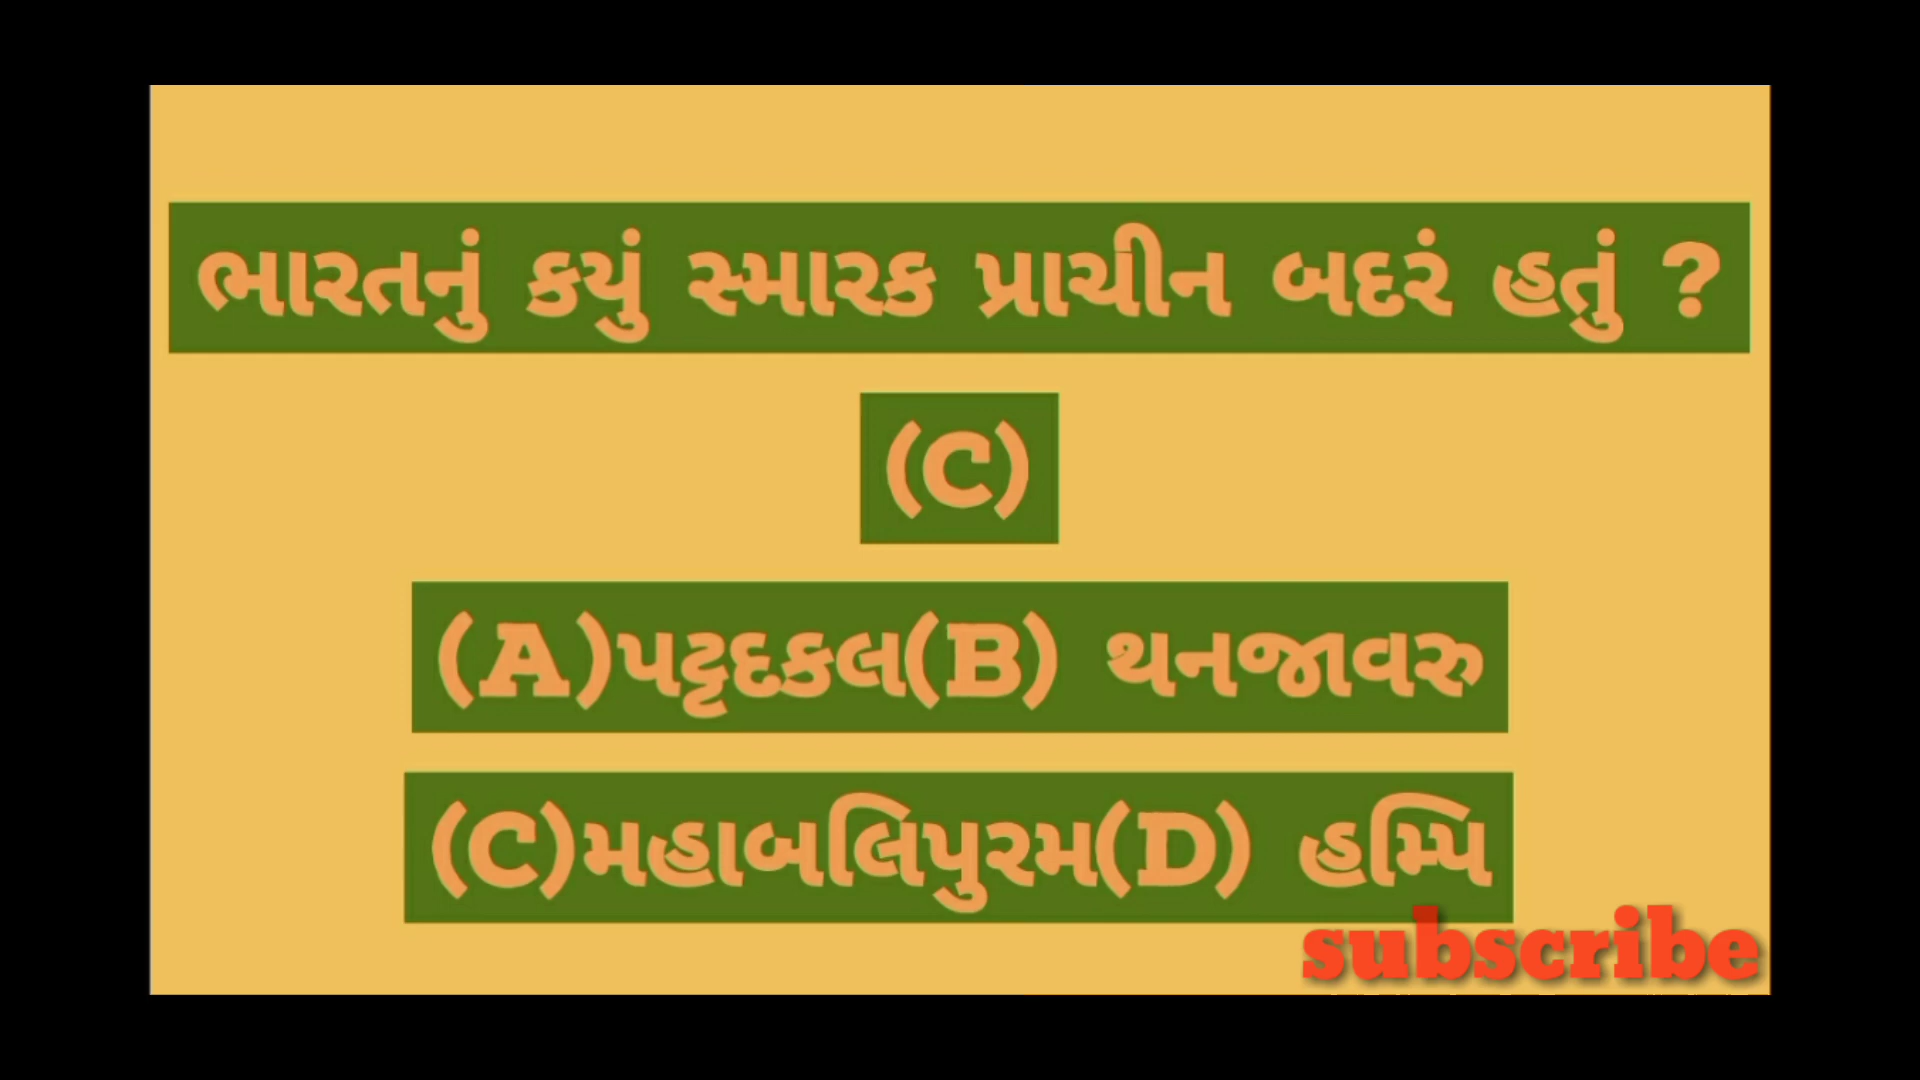 ભારતનું કયું સ્મારક પ્રાચીન બદરં હતું ?
(C)
(A)પટ્ટદકલ(B) થનજાવરુ
(C)મહાબલિપુરમ(D) હમ્પિ
subscribe